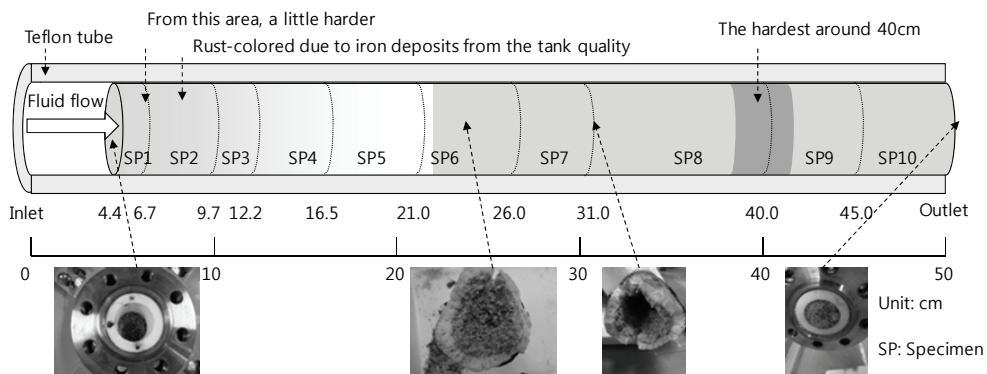 From this area, a little harder
Teflon tube
Rust-colored due to iron deposits from the tank quality
The hardest around 40cm
Fluid flow
SP1 SP2 SP3 SP4 SP5 SP6 SP7 SP8 SP9 SP10
Inlet 4.4 6.7 9.7 12.2 16.5 21.0 26.0 31.0 40.0 45.0 Outlet
0 10 20 30 40 50
Unit: cm
SP: Specimen